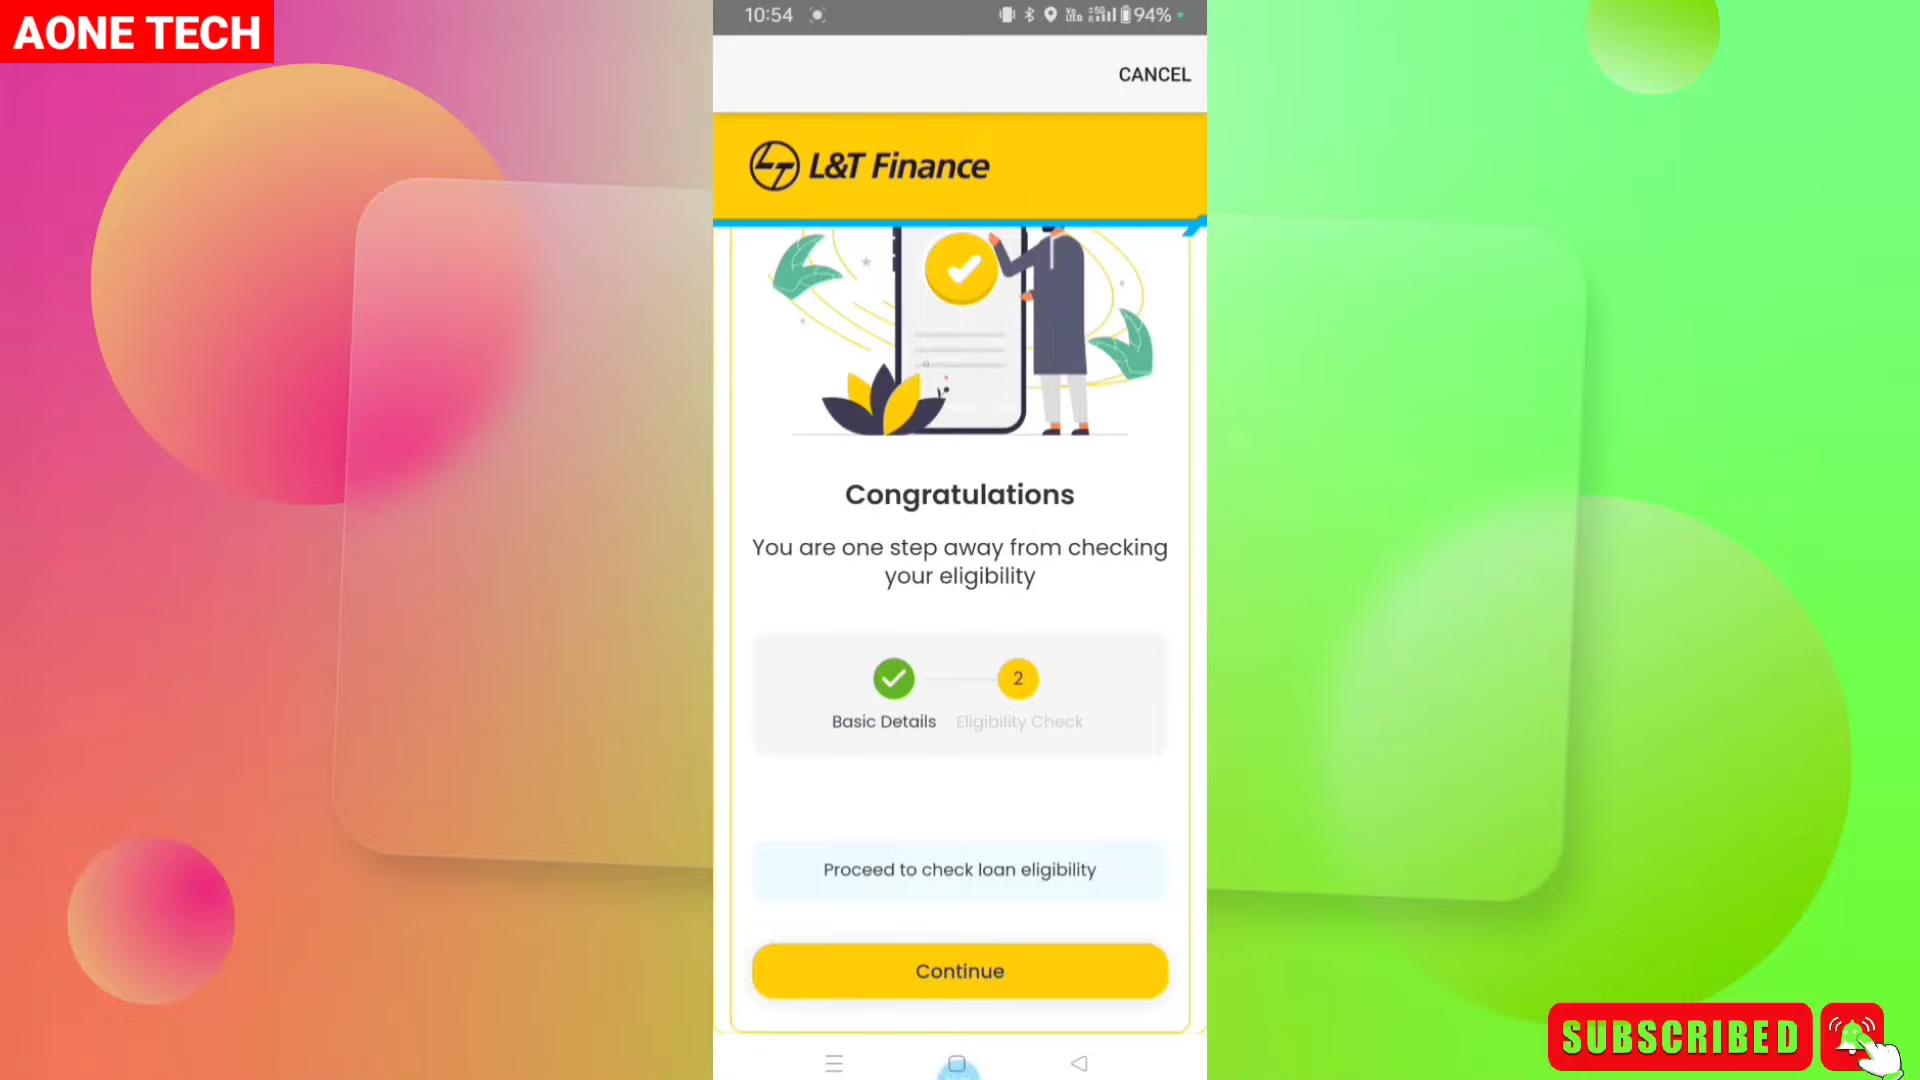 AONE TECH
10:54
94%
CANCEL
L&T Finance
Congratulations
You are one step away from checking
your eligibility
2
Basic Details
Eligibility Check
Proceed to check loan eligibility
Continue
SUBSCRIBED